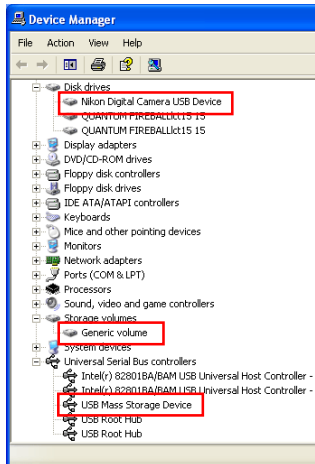 Device Manager
File Action View Help
Disk drives
Nikon Digital Camera USB Device
QUANTUM FIREBALLlct15 15
QUANTUM FIREBALLlct15 15
Display adapters
DVD/CD-ROM drives
Floppy disk controllers
Floppy disk drives
IDE ATA/ATAPI controllers
Keyboards
Mice and other pointing devices
Monitors
Network adapters
Ports (COM & LPT)
Processors
Sound, video and game controllers
Storage volumes
Generic volume
System devices
Universal Serial Bus controllers
Intel(r) 82801BA/BAM USB Universal Host Controller -
Intel(r) 82801BA/BAM USB Universal Host Controller -
USB Mass Storage Device
USB Root Hub
USB Root Hub